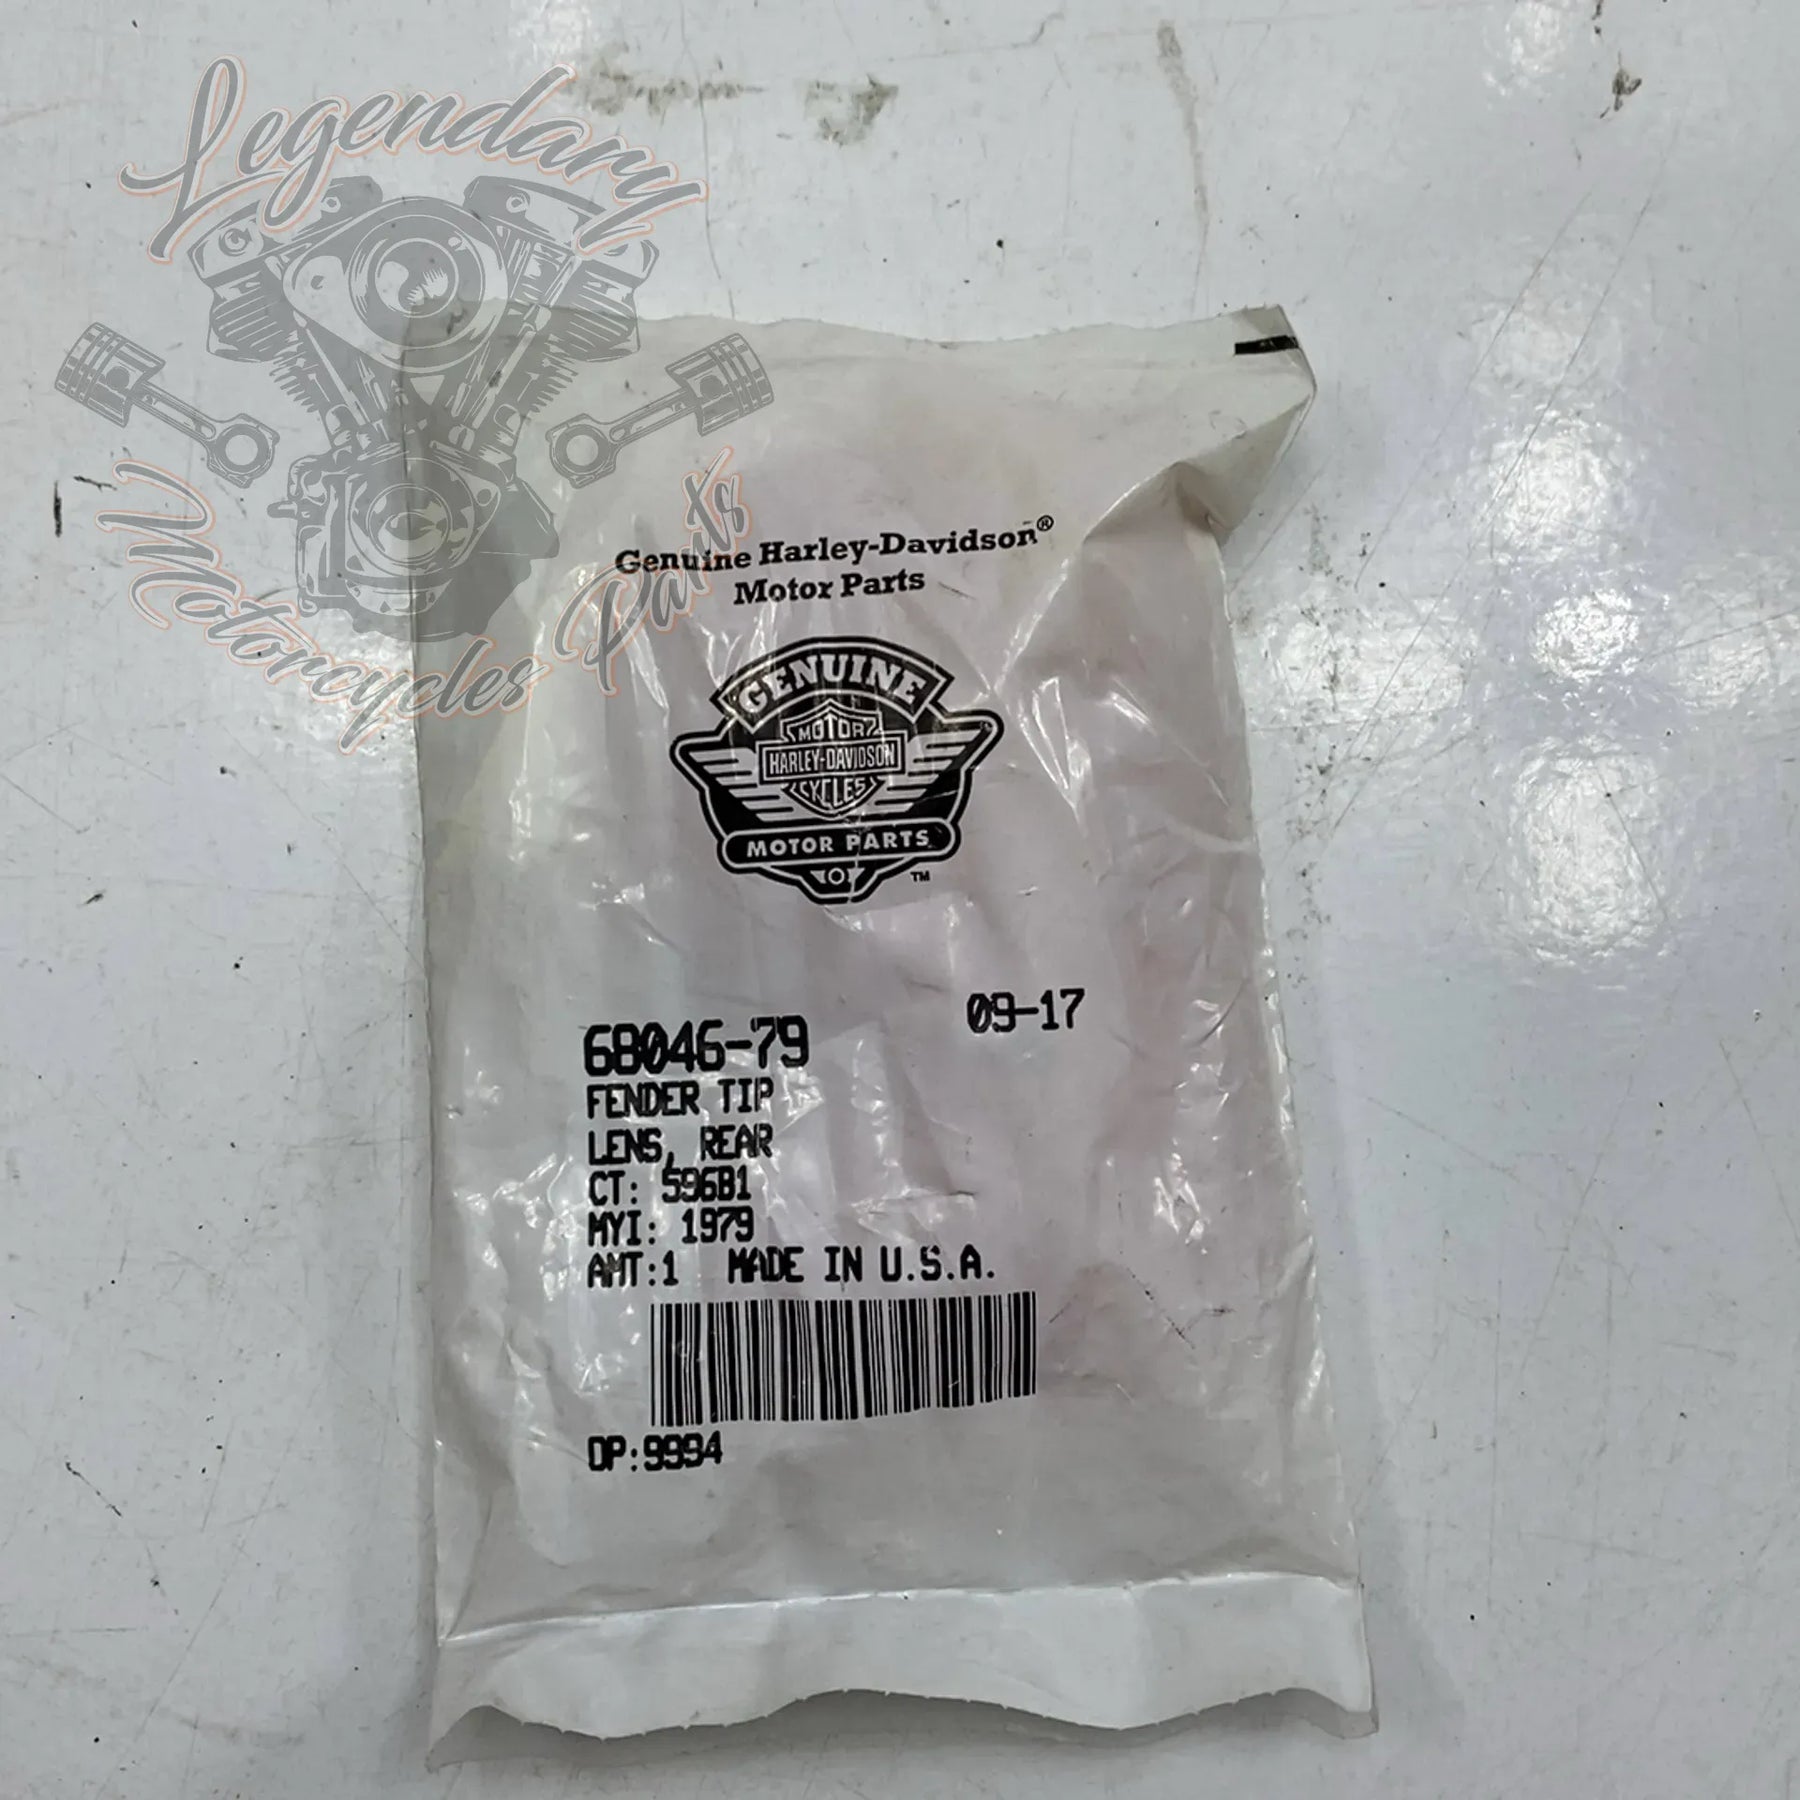 Legendary
Motorcycles Parts
Genuine Harley-Davidson®
Motor Parts
GENUINE
MOTOR
HARLEY-DAVIDSON
CYCLES
MOTOR PARTS
TM
09-17
68046-79
FENDER TIP
LENS, REAR
CT: 596B1
MYI: 1979
AMT:1 MADE IN U.S.A.
OP:9994